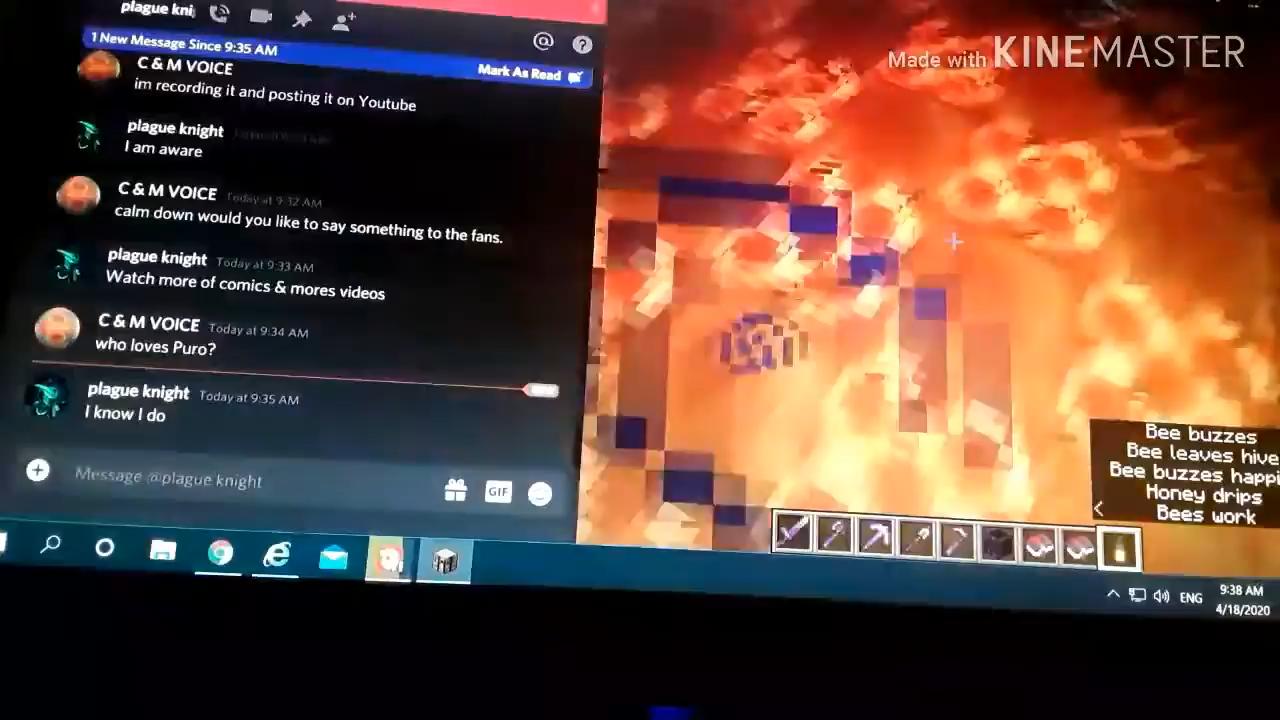 plague kni
1 New Message Since 9:35 AM
Mark As Read
C & M VOICE
im recording it and posting it on Youtube
plague knight
I am aware
C & M VOICE Today at 9:32 AM
calm down would you like to say something to the fans.
plague knight Today at 9:33 AM
Watch more of comics & mores videos
C & M VOICE Today at 9:34 AM
who loves Puro?
plague knight Today at 9:35 AM
I know I do
Message @plague knight
GIF
Made with KINEMASTER
Bee buzzes
Bee leaves hive
Bee buzzes happi
Honey drips
Bees work
ENG
9:38 AM
4/18/2020